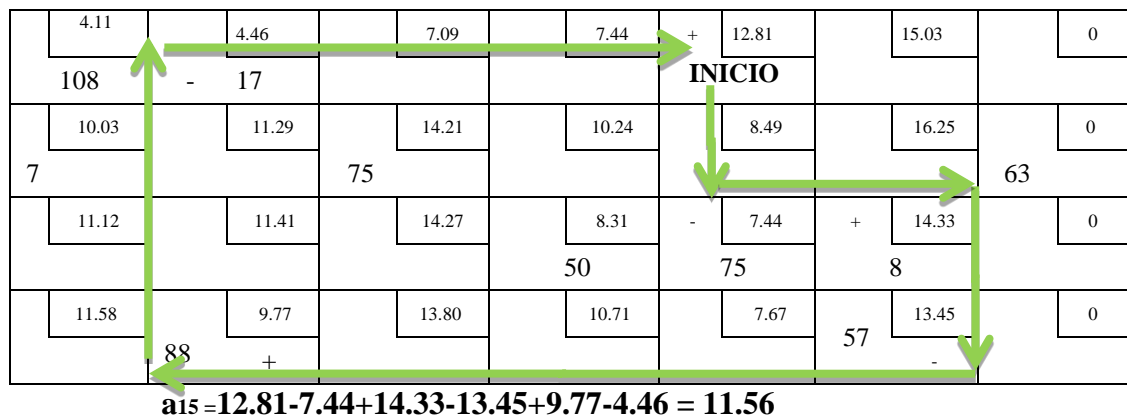 4.11 4.46 7.09 7.44 + 12.81 15.03 0
108 - 17 INICIO
10.03 11.29 14.21 10.24 8.49 16.25 0
7 75 63
11.12 11.41 14.27 8.31 - 7.44 + 14.33 0
50 75 8
11.58 9.77 13.80 10.71 7.67 13.45 0
57
88 + -
a15 =12.81-7.44+14.33-13.45+9.77-4.46 = 11.56